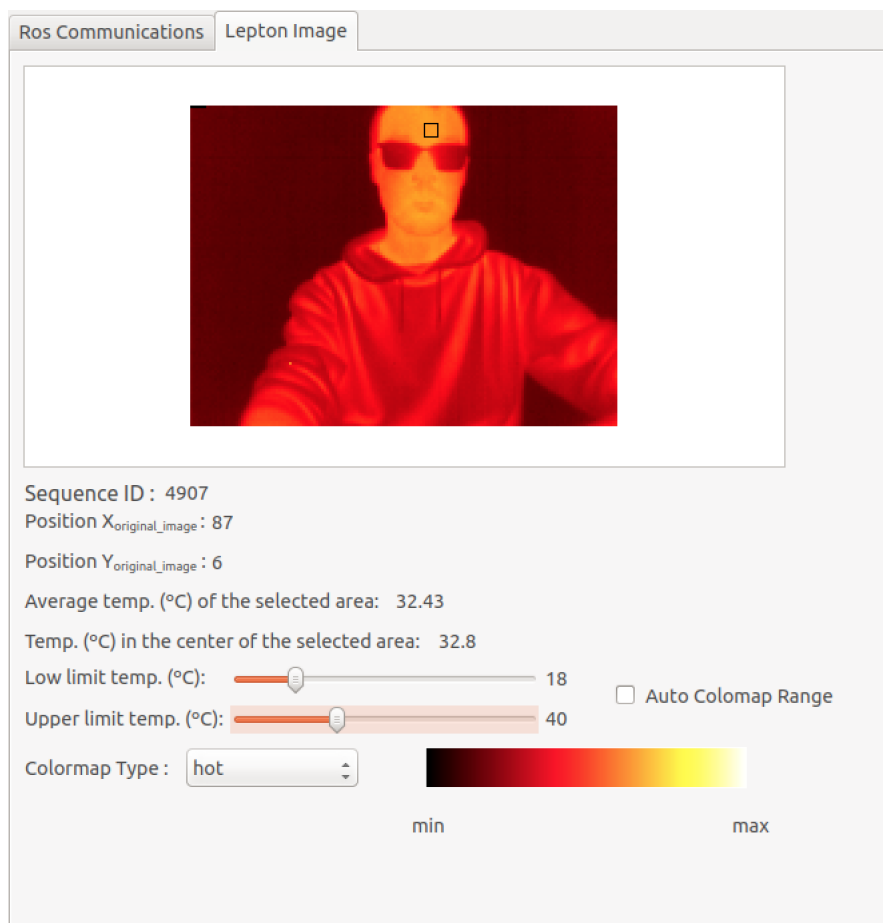 Ros Communications
Lepton Image
Sequence ID : 4907
Position Xoriginal_image : 87
Position Yoriginal_image : 6
Average temp. (ºC) of the selected area: 32.43
Temp. (ºC) in the center of the selected area: 32.8
Low limit temp. (ºC): 18
Auto Colomap Range
Upper limit temp. (ºC): 40
Colormap Type : hot
min max